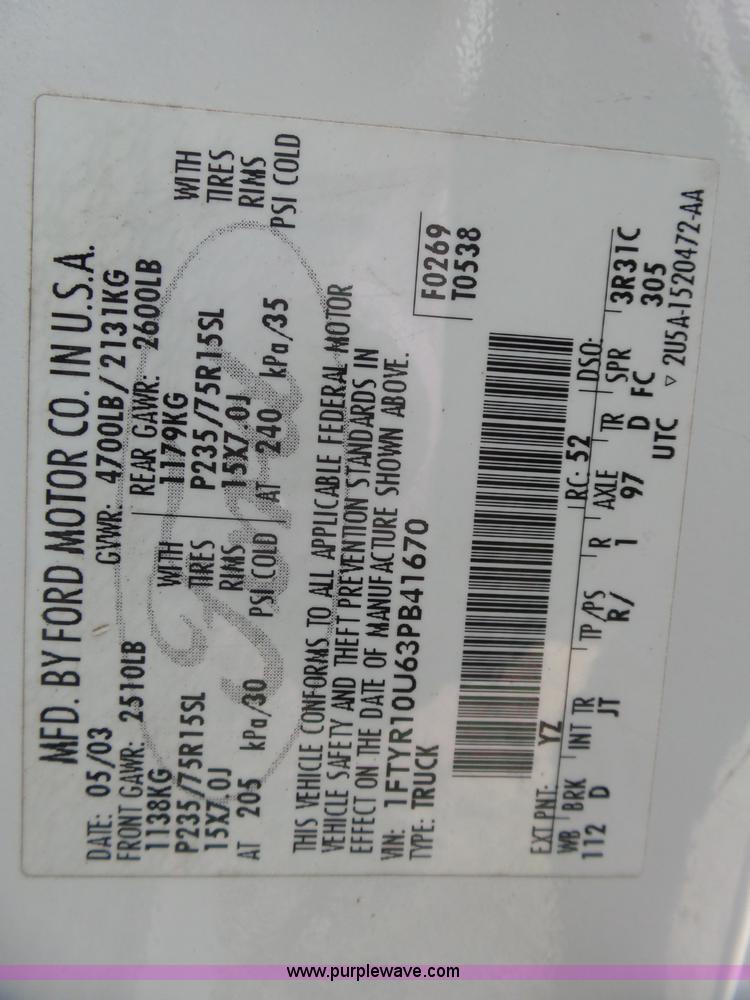 MFD. BY FORD MOTOR CO. IN U.S.A.
DATE: 05/03 GVWR: 4700LB / 2131KG
FRONT GAWR: 2510LB REAR GAWR: 2600LB
1138KG WITH 1179KG WITH
P235/75R15SL TIRES P235/75R15SL TIRES
15X7.0J RIMS 15X7.0J RIMS
AT 205 kPa/30 PSI COLD AT 240 kPa/35 PSI COLD
THIS VEHICLE CONFORMS TO ALL APPLICABLE FEDERAL MOTOR
VEHICLE SAFETY AND THEFT PREVENTION STANDARDS IN
EFFECT ON THE DATE OF MANUFACTURE SHOWN ABOVE.
VIN: 1FTYR10U63PB41670 F0269
TYPE: TRUCK T0538
EXT PNT: YZ RC: 52 DSO:
WB BRK INT TR TP/PS R AXLE TR SPR 3R31C
112 D JT R/ 1 97 D FC 305
UTC ▽ 2U5A-1520472-AA
Ford
www.purplewave.com